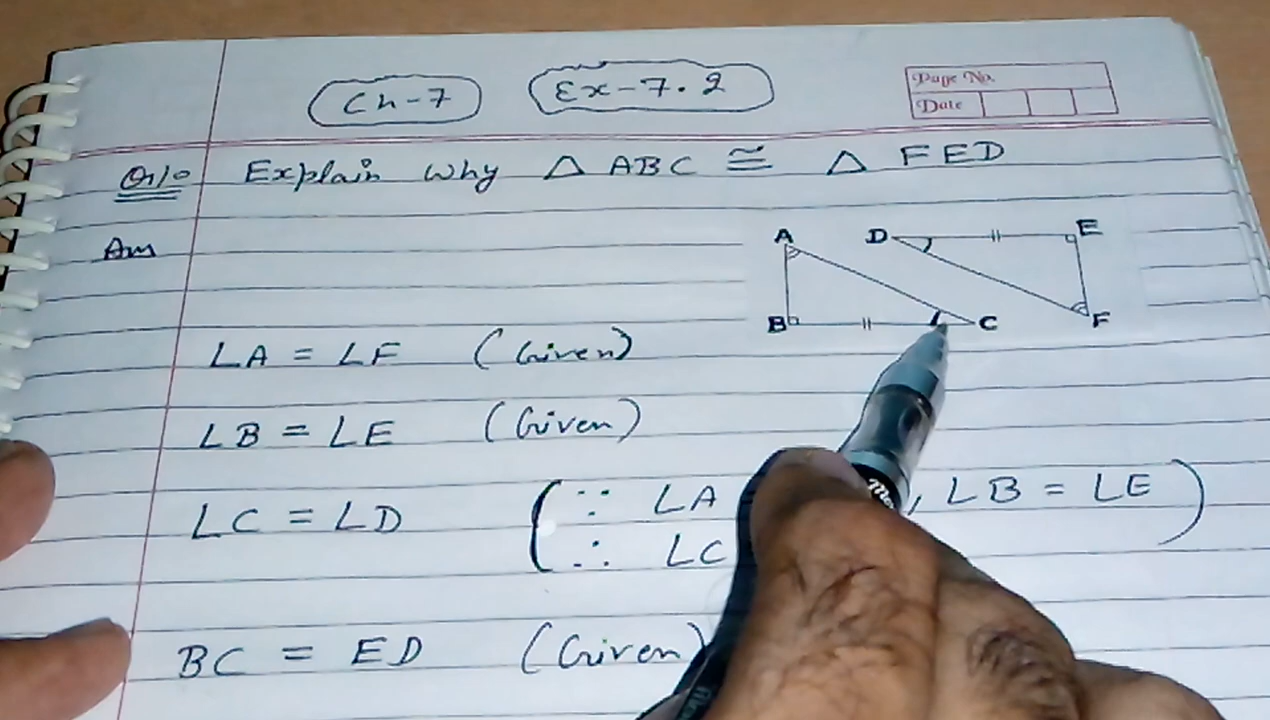 Ch-7 Ex-7.2
Page No.
Date
Q10 Explain Why △ ABC ≅ △ FED
Ans
A D E
B C F
∠A = ∠F (Given)
∠B = ∠E (Given)
∠C = ∠D (∵ ∠A , ∠B = ∠E)
∴ ∠C
BC = ED (Given)